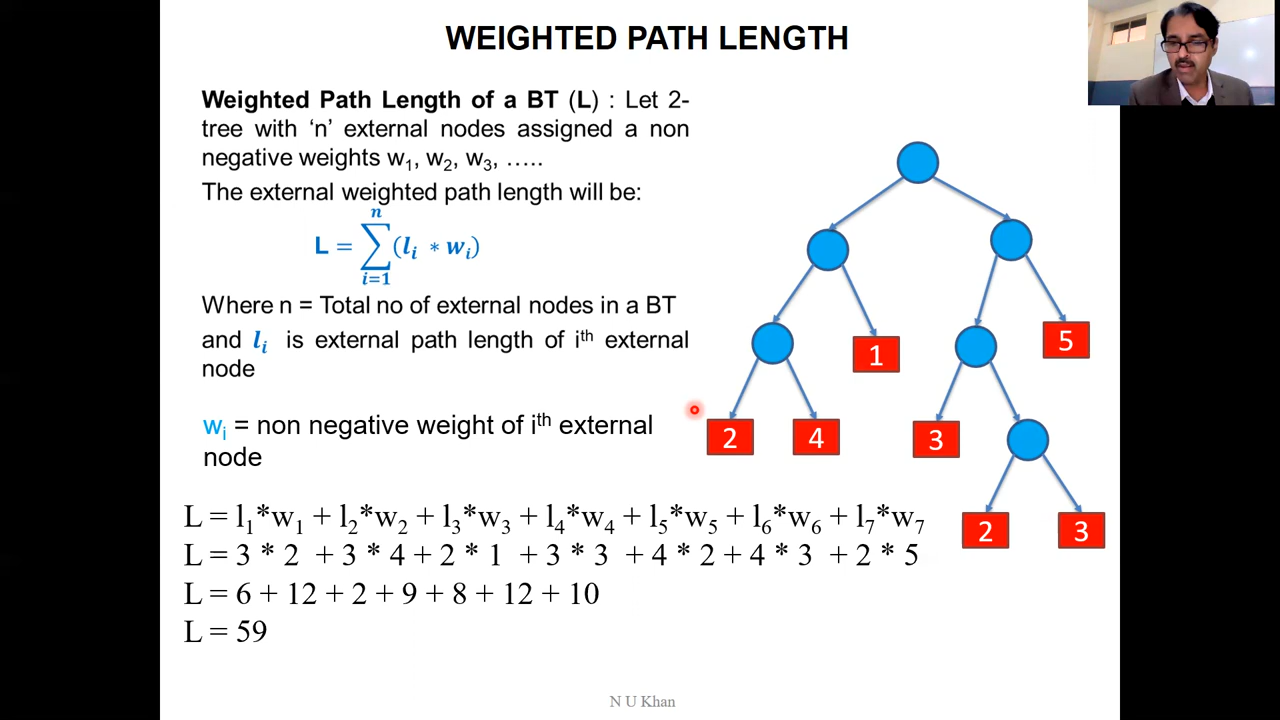 WEIGHTED PATH LENGTH
Weighted Path Length of a BT (L) : Let 2-
tree with ‘n’ external nodes assigned a non
negative weights w₁, w₂, w₃, …..
The external weighted path length will be:
L = ∑ⁿᵢ₌₁ (lᵢ * wᵢ)
Where n = Total no of external nodes in a BT
and lᵢ is external path length of iᵗʰ external
node
wᵢ = non negative weight of iᵗʰ external
node
L = l₁*w₁ + l₂*w₂ + l₃*w₃ + l₄*w₄ + l₅*w₅ + l₆*w₆ + l₇*w₇
L = 3 * 2 + 3 * 4 + 2 * 1 + 3 * 3 + 4 * 2 + 4 * 3 + 2 * 5
L = 6 + 12 + 2 + 9 + 8 + 12 + 10
L = 59
1
5
2
4
3
2
3
N U Khan